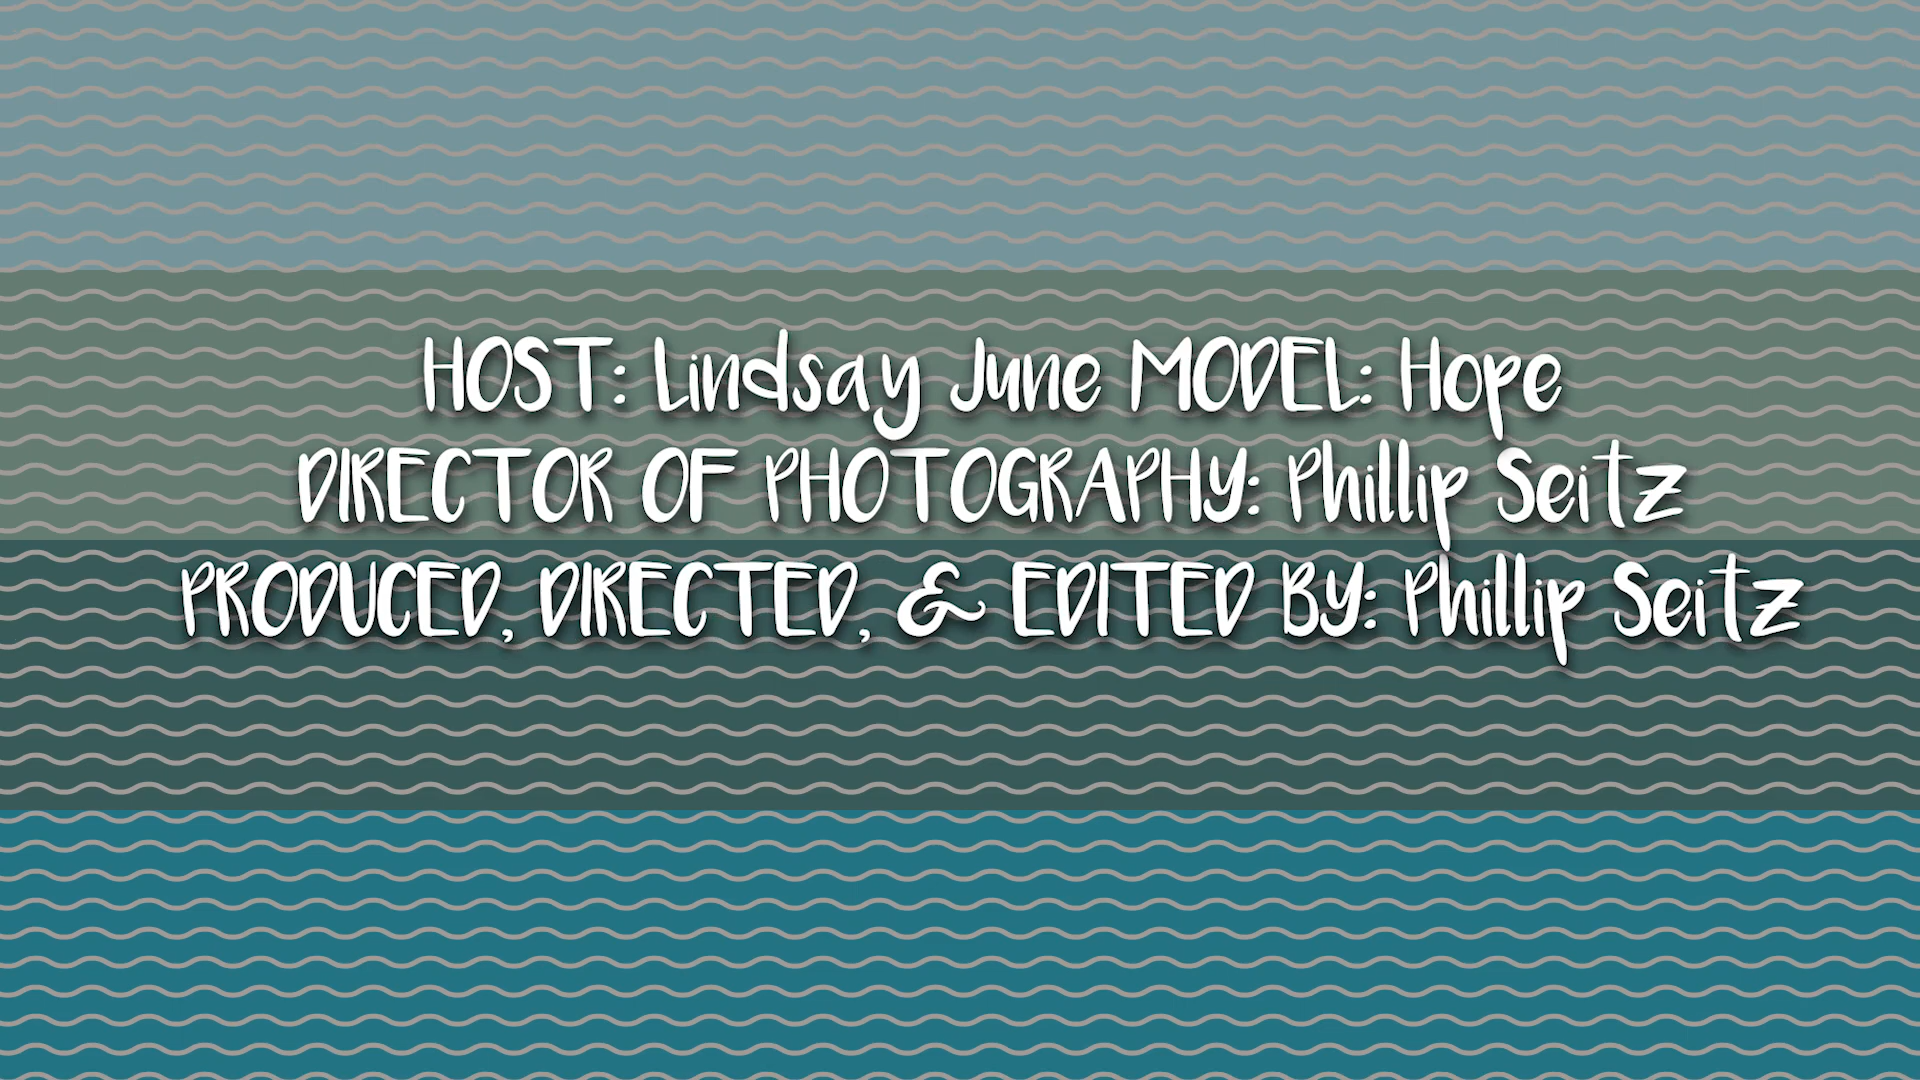 HOST: Lindsay June MODEL: Hope
DIRECTOR OF PHOTOGRAPHY: Phillip Seitz
PRODUCED, DIRECTED, & EDITED BY: Phillip Seitz